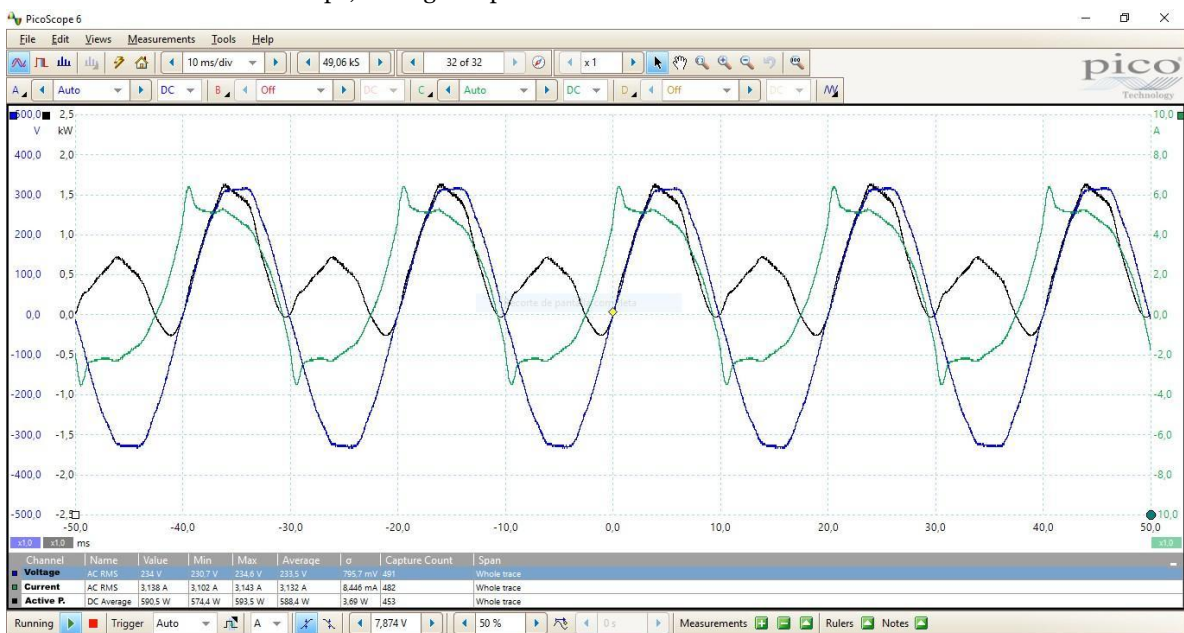 PicoScope 6
File Edit Views Measurements Tools Help
10 ms/div 49,06 kS 32 of 32 x 1
pico
Technology
A Auto DC B Off DC C Auto DC D Off DC
500,0 2,5 10,0
V kW A
400,0 2,0 8,0
300,0 1,5 6,0
200,0 1,0 4,0
100,0 0,5 2,0
0,0 0,0 0,0
-100,0 -0,5 -2,0
-200,0 -1,0 -4,0
-300,0 -1,5 -6,0
-400,0 -2,0 -8,0
-500,0 -2,5 10,0
-50,0 -40,0 -30,0 -20,0 -10,0 0,0 10,0 20,0 30,0 40,0 50,0
x1,0 x1,0 ms x1,0
Channel Name Value Min Max Average σ Capture Count Span
Voltage AC RMS 234 V 230,7 V 234,6 V 233,5 V 795,7 mV 491 Whole trace
Current AC RMS 3,138 A 3,102 A 3,143 A 3,132 A 8,446 mA 482 Whole trace
Active P. DC Average 590,5 W 574,4 W 593,5 W 588,4 W 3,69 W 453 Whole trace
Running Trigger Auto A 7,874 V 50 % 0 s Measurements Rulers Notes